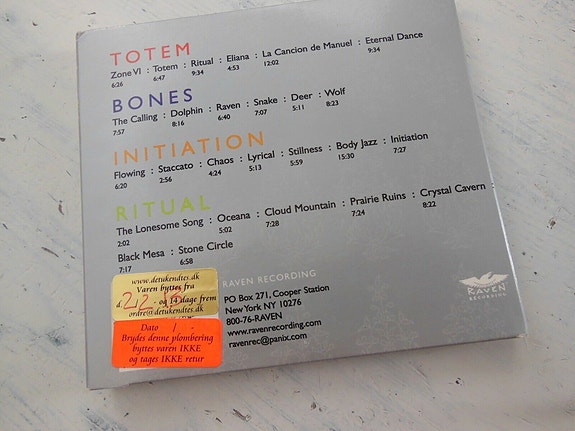 TOTEM
Zone VI : Totem : Ritual : Eliana : La Cancion de Manuel : Eternal Dance
6:26 6:47 9:34 4:53 12:02 9:34
BONES
The Calling : Dolphin : Raven : Snake : Deer : Wolf
7:57 8:16 6:40 7:07 5:11 8:23
INITIATION
Flowing : Staccato : Chaos : Lyrical : Stillness : Body Jazz : Initiation
6:20 2:56 4:24 5:13 5:59 15:30 7:27
RITUAL
The Lonesome Song : Oceana : Cloud Mountain : Prairie Ruins : Crystal Cavern :
2:02 5:02 7:28 7:24 8:22
Black Mesa : Stone Circle
7:17 6:58
RAVEN RECORDING
PO Box 271, Cooper Station
New York NY 10276
800-76-RAVEN
www.ravenrecording.com
ravenrec@panix.com
RAVEN
RECORDING
www.detukendtes.dk
Varen byttes fra
d. - og 14 dage frem
ordre@detukendtes.dk
Dato / -
Brydes denne plombering
byttes varen IKKE
og tages IKKE retur